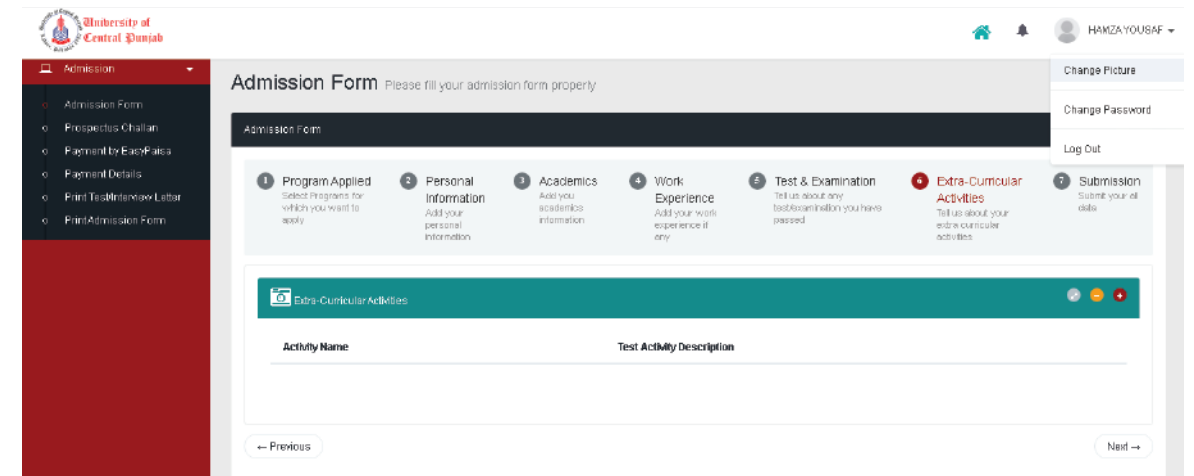 University of
Central Punjab
HAMZA YOUSAF
Change Picture
Change Password
Log Out
Admission
Admission Form
Prospectus Challan
Payment by EasyPaisa
Payment Details
Print Test/Interview Letter
Print Admission Form
Admission Form Please fill your admission form properly
Admission Form
1 Program Applied
Select Programs for
which you want to
apply
2 Personal
Information
Add your
personal
information
3 Academics
Add you
academics
information
4 Work
Experience
Add your work
experience if
any
5 Test & Examination
Tell us about any
test/examination you have
passed
6 Extra-Curricular
Activities
Tell us about your
extra curricular
activities
7 Submission
Submit your all
data
Extra-Curricular Activities
Activity Name Test Activity Description
← Previous
Next →